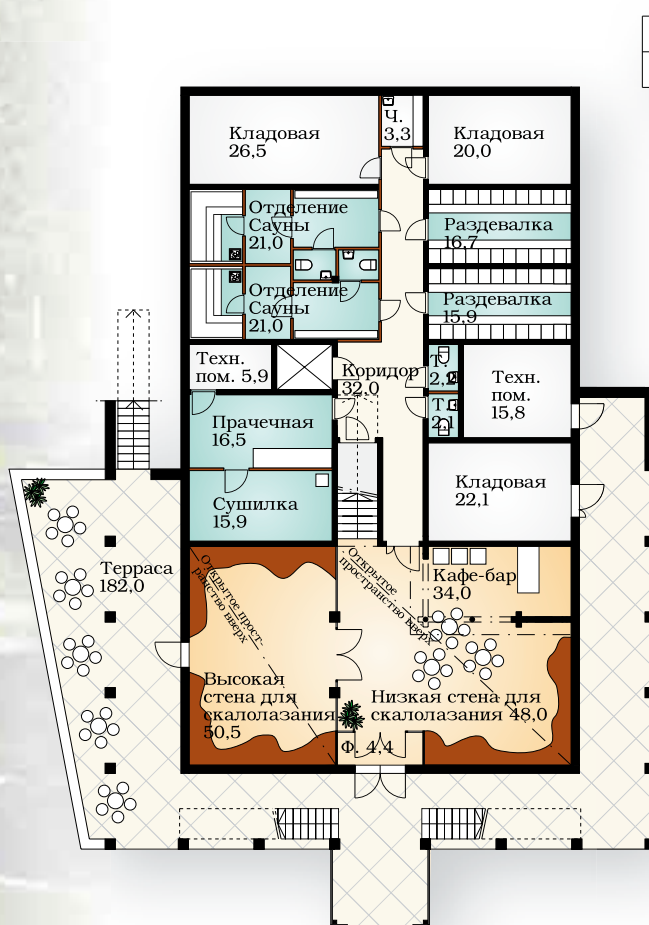 Кладовая
26,5
Ч.
3,3
Кладовая
20,0
Отделение
Сауны
21,0
Раздевалка
16,7
Отделение
Сауны
21,0
Раздевалка
15,9
Техн.
пом. 5,9
Коридор
32,0
Т.
2,2
Техн.
пом.
15,8
Т.
2,1
Прачечная
16,5
Кладовая
22,1
Сушилка
15,9
Терраса
182,0
Открытое прост-
ранство вверх
Открытое
пространство вверх
Кафе-бар
34,0
Высокая
стена для
скалолазания
50,5
Низкая стена для
скалолазания 48,0
Ф. 4,4